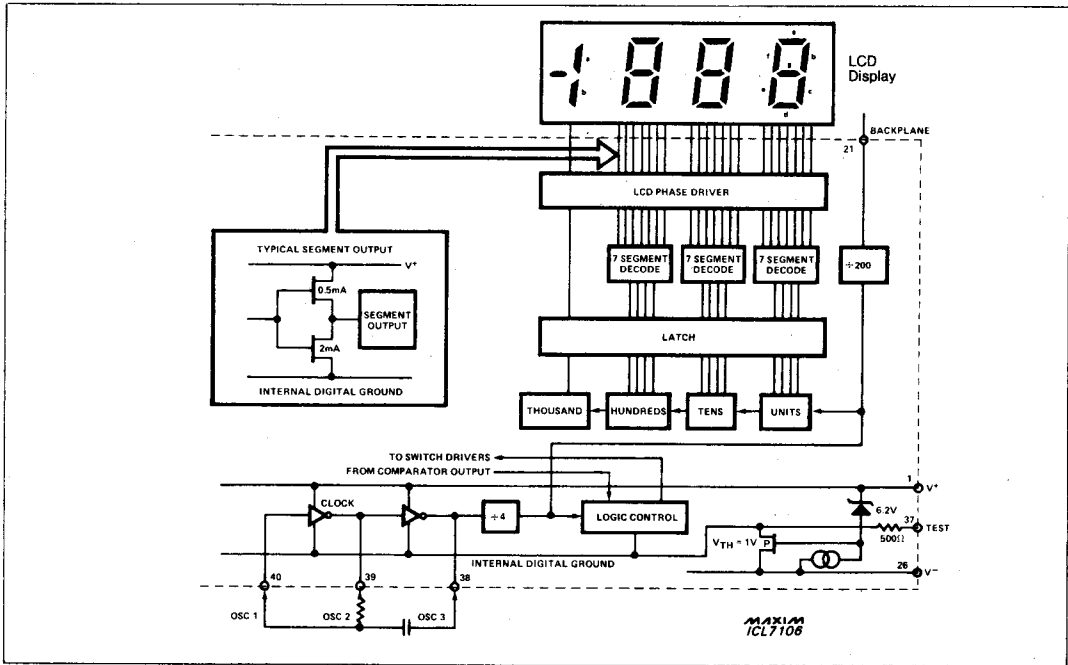 a
b
a
f
b
g
e
c
d
LCD
Display
BACKPLANE
21
LCD PHASE DRIVER
TYPICAL SEGMENT OUTPUT
V+
0.5mA
SEGMENT
OUTPUT
2mA
INTERNAL DIGITAL GROUND
7 SEGMENT
DECODE
7 SEGMENT
DECODE
7 SEGMENT
DECODE
÷200
LATCH
THOUSAND
HUNDREDS
TENS
UNITS
TO SWITCH DRIVERS
FROM COMPARATOR OUTPUT
1
V+
CLOCK
÷4
LOGIC CONTROL
6.2V
37
TEST
500Ω
VTH = 1V
P
INTERNAL DIGITAL GROUND
26
V−
40
39
38
OSC 1
OSC 2
OSC 3
MAXIM
ICL7106